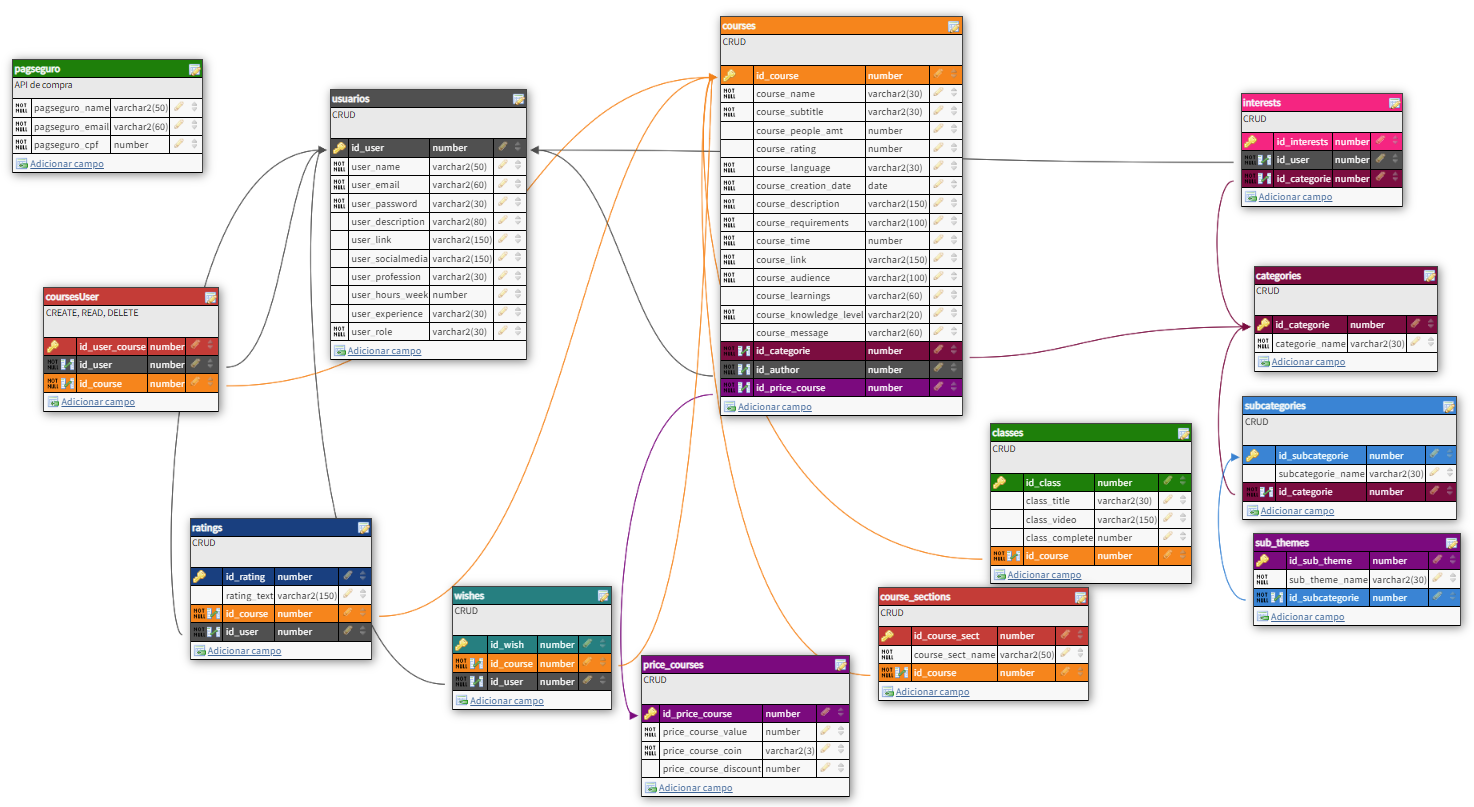 pagseguro
API de compra
NOT NULL pagseguro_name varchar2(50)
NOT NULL pagseguro_email varchar2(60)
NOT NULL pagseguro_cpf number
Adicionar campo
usuarios
CRUD
id_user number
NOT NULL user_name varchar2(50)
NOT NULL user_email varchar2(60)
NOT NULL user_password varchar2(30)
user_description varchar2(80)
user_link varchar2(150)
user_socialmedia varchar2(150)
user_profession varchar2(30)
user_hours_week number
user_experience varchar2(30)
NOT NULL user_role varchar2(30)
Adicionar campo
courses
CRUD
id_course number
NOT NULL course_name varchar2(30)
NOT NULL course_subtitle varchar2(30)
course_people_amt number
course_rating number
NOT NULL course_language varchar2(30)
NOT NULL course_creation_date date
NOT NULL course_description varchar2(150)
NOT NULL course_requirements varchar2(100)
NOT NULL course_time number
NOT NULL course_link varchar2(150)
NOT NULL course_audience varchar2(100)
course_learnings varchar2(60)
NOT NULL course_knowledge_level varchar2(20)
course_message varchar2(60)
NOT NULL id_categorie number
NOT NULL id_author number
NOT NULL id_price_course number
Adicionar campo
interests
CRUD
id_interests number
NOT NULL id_user number
NOT NULL id_categorie number
Adicionar campo
categories
CRUD
id_categorie number
NOT NULL categorie_name varchar2(30)
Adicionar campo
coursesUser
CREATE, READ, DELETE
id_user_course number
NOT NULL id_user number
NOT NULL id_course number
Adicionar campo
subcategories
CRUD
id_subcategorie number
subcategorie_name varchar2(30)
NOT NULL id_categorie number
Adicionar campo
classes
CRUD
id_class number
class_title varchar2(30)
class_video varchar2(150)
class_complete number
NOT NULL id_course number
Adicionar campo
sub_themes
id_sub_theme number
NOT NULL sub_theme_name varchar2(30)
NOT NULL id_subcategorie number
Adicionar campo
ratings
CRUD
id_rating number
rating_text varchar2(150)
NOT NULL id_course number
NOT NULL id_user number
Adicionar campo
wishes
CRUD
id_wish number
NOT NULL id_course number
NOT NULL id_user number
Adicionar campo
course_sections
CRUD
id_course_sect number
NOT NULL course_sect_name varchar2(50)
NOT NULL id_course number
Adicionar campo
price_courses
CRUD
id_price_course number
NOT NULL price_course_value number
NOT NULL price_course_coin varchar2(3)
price_course_discount number
Adicionar campo